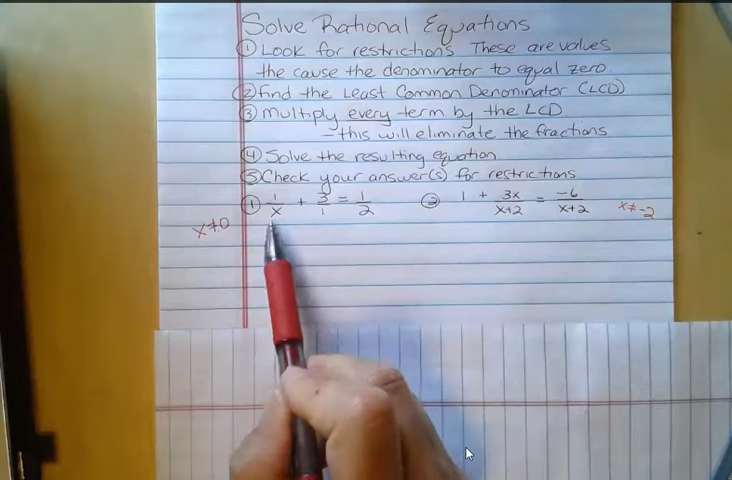 Solve Rational Equations
① Look for restrictions These are values
the cause the denominator to equal zero.
② find the Least Common Denominator (LCD)
③ multiply every term by the LCD
- this will eliminate the fractions
④ Solve the resulting equation
⑤ Check your answer(s) for restrictions
① 1/x + 3/1 = 1/2 ② 1 + 3x/x+2 = -6/x+2 x≠-2
x≠0